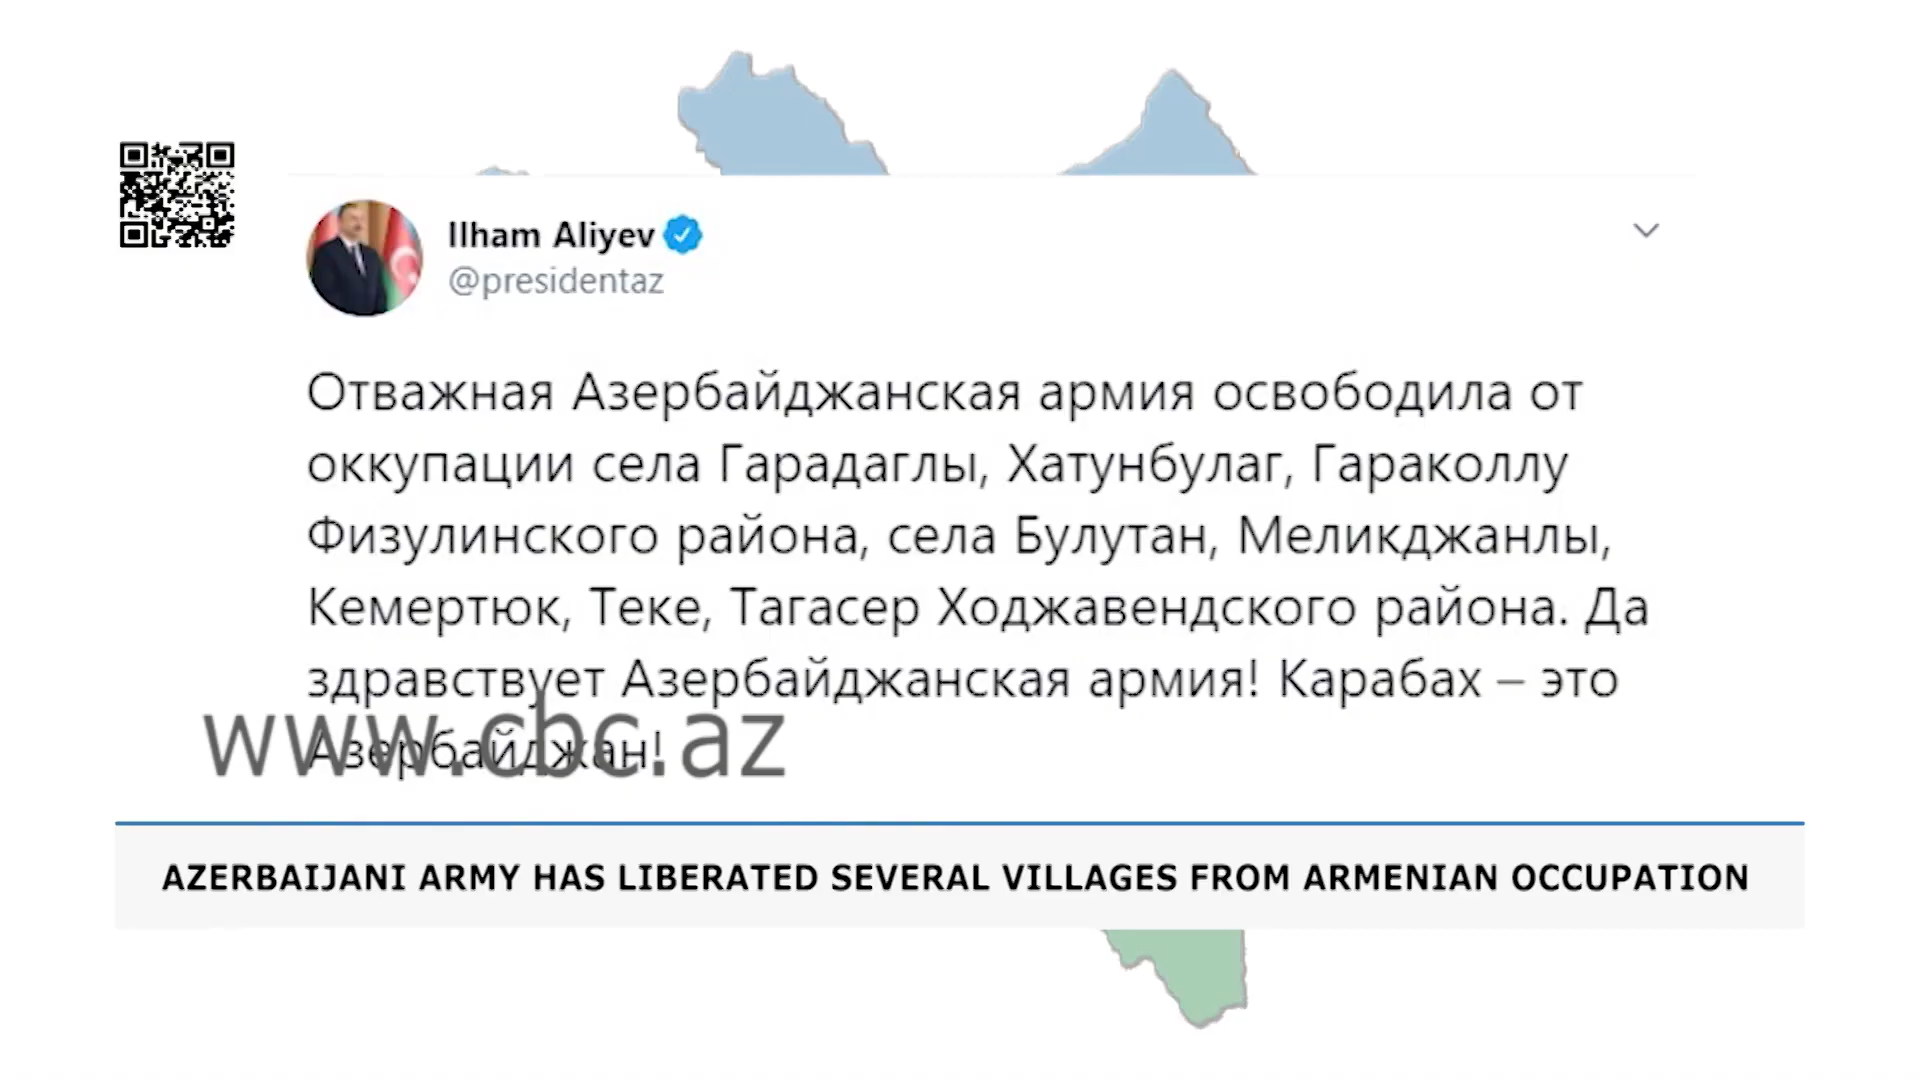 Ilham Aliyev
@presidentaz
Отважная Азербайджанская армия освободила от
оккупации села Гарадаглы, Хатунбулаг, Гараколлу
Физулинского района, села Булутан, Меликджанлы,
Кемертюк, Теке, Тагасер Ходжавендского района. Да
здравствует Азербайджанская армия! Карабах – это
Азербайджан!
www.cbc.az
AZERBAIJANI ARMY HAS LIBERATED SEVERAL VILLAGES FROM ARMENIAN OCCUPATION